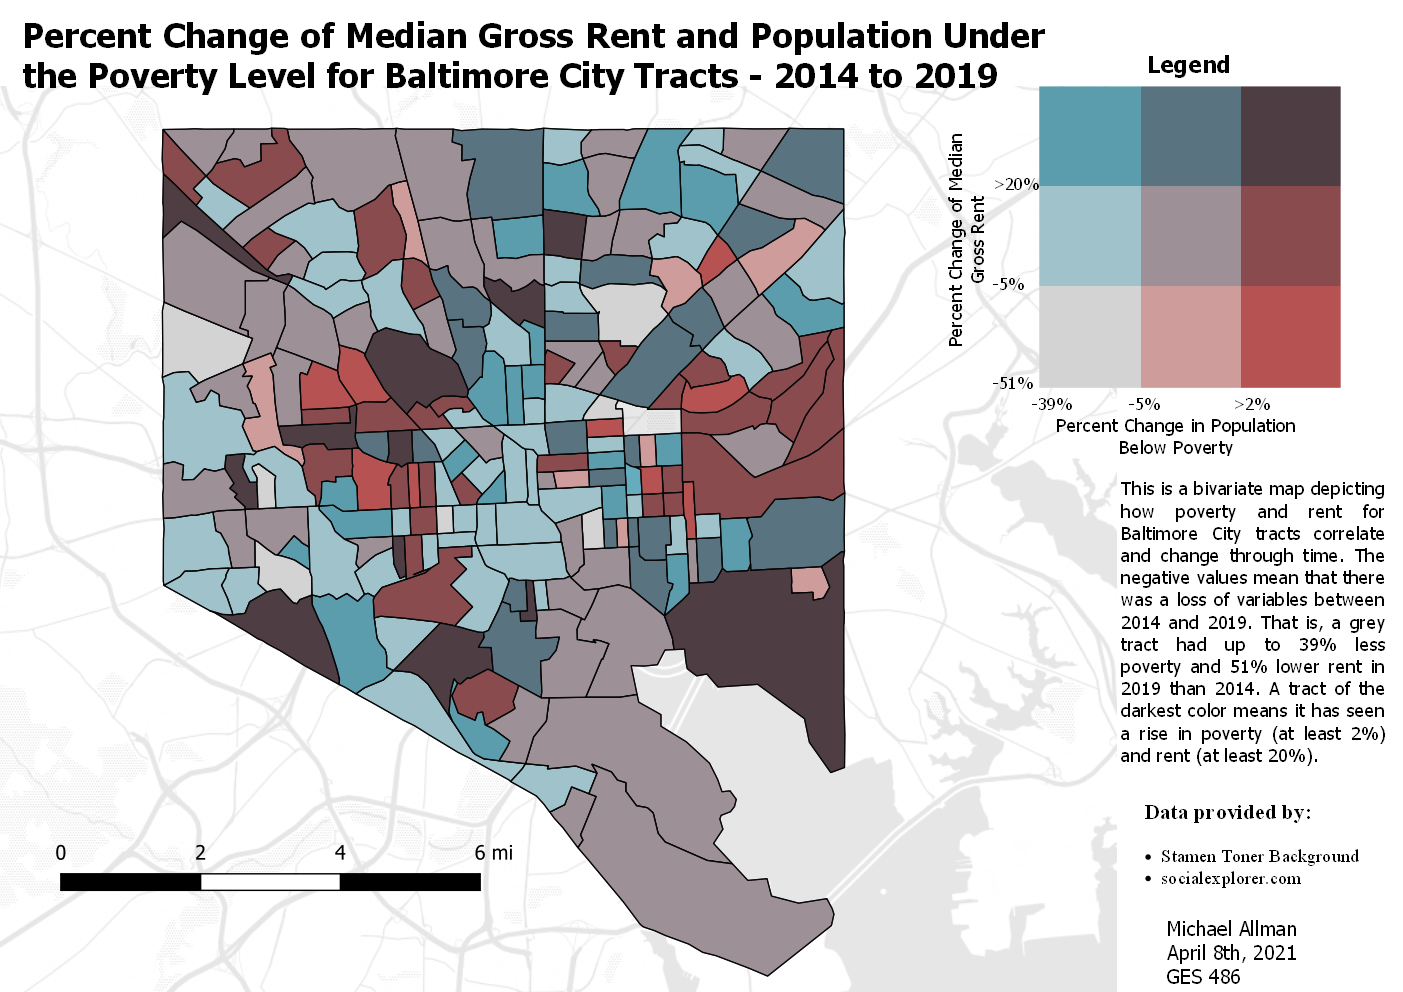 Percent Change of Median Gross Rent and Population Under
the Poverty Level for Baltimore City Tracts - 2014 to 2019
Legend
Percent Change of Median
Gross Rent
>20%
-5%
-51%
-39%
-5%
>2%
Percent Change in Population
Below Poverty
This is a bivariate map depicting
how poverty and rent for
Baltimore City tracts correlate
and change through time. The
negative values mean that there
was a loss of variables between
2014 and 2019. That is, a grey
tract had up to 39% less
poverty and 51% lower rent in
2019 than 2014. A tract of the
darkest color means it has seen
a rise in poverty (at least 2%)
and rent (at least 20%).
Data provided by:
• Stamen Toner Background
• socialexplorer.com
Michael Allman
April 8th, 2021
GES 486
0 2 4 6 mi